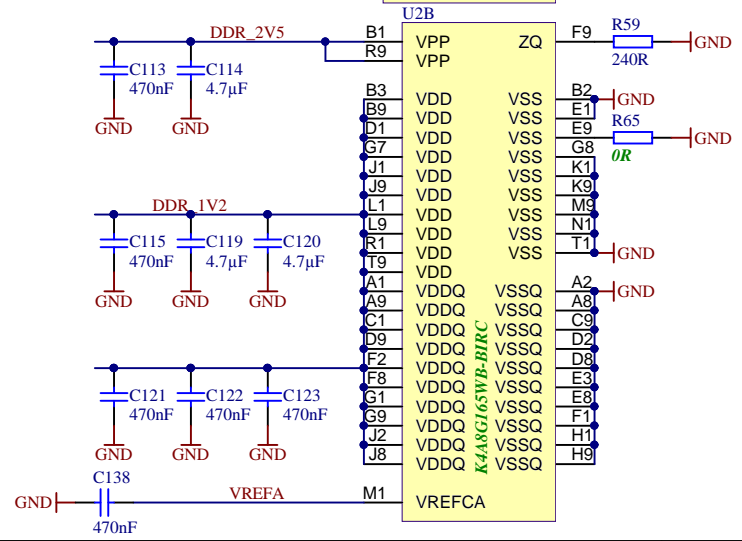 U2B
DDR_2V5 B1 VPP ZQ F9 R59 GND
R9 VPP 240R
C113 C114
470nF 4.7µF
GND GND
B3 VDD VSS B2 GND
B9 VDD VSS E1
D1 VDD VSS E9 R65 GND
G7 VDD VSS G8 0R
J1 VDD VSS K1
J9 VDD VSS K9
DDR_1V2 L1 VDD VSS M9
L9 VDD VSS N1
R1 VDD VSS T1 GND
T9 VDD
C115 C119 C120
470nF 4.7µF 4.7µF
GND GND GND
A1 VDDQ VSSQ A2 GND
A9 VDDQ VSSQ A8
C1 VDDQ VSSQ C9
D9 VDDQ VSSQ D2
F2 VDDQ VSSQ D8
F8 VDDQ VSSQ E3
G1 VDDQ VSSQ E8
G9 VDDQ VSSQ F1
J2 VDDQ VSSQ H1
J8 VDDQ VSSQ H9
K4A8G165WB-BIRC
C121 C122 C123
470nF 470nF 470nF
GND GND GND
C138
GND VREFA M1 VREFCA
470nF